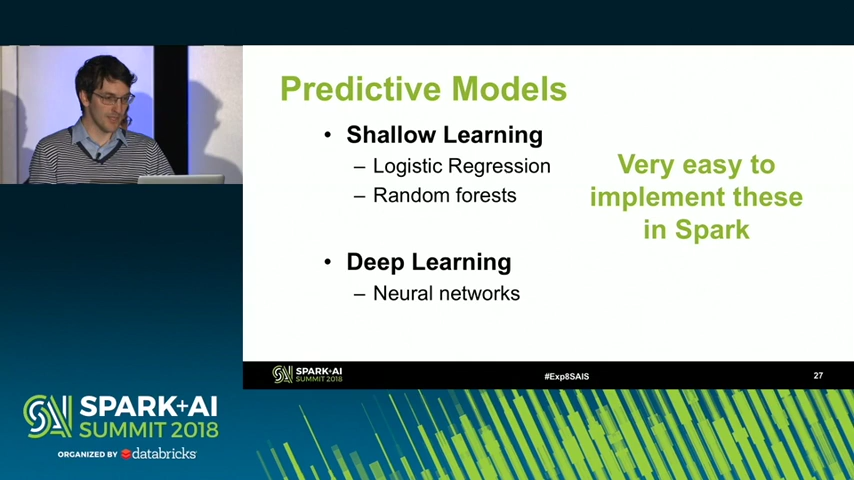 Predictive Models
• Shallow Learning
– Logistic Regression
– Random forests
Very easy to
implement these
in Spark
• Deep Learning
– Neural networks
SPARK+AI
SUMMIT 2018
#Exp8SAIS
27
SPARK+AI
SUMMIT 2018
ORGANIZED BY databricks